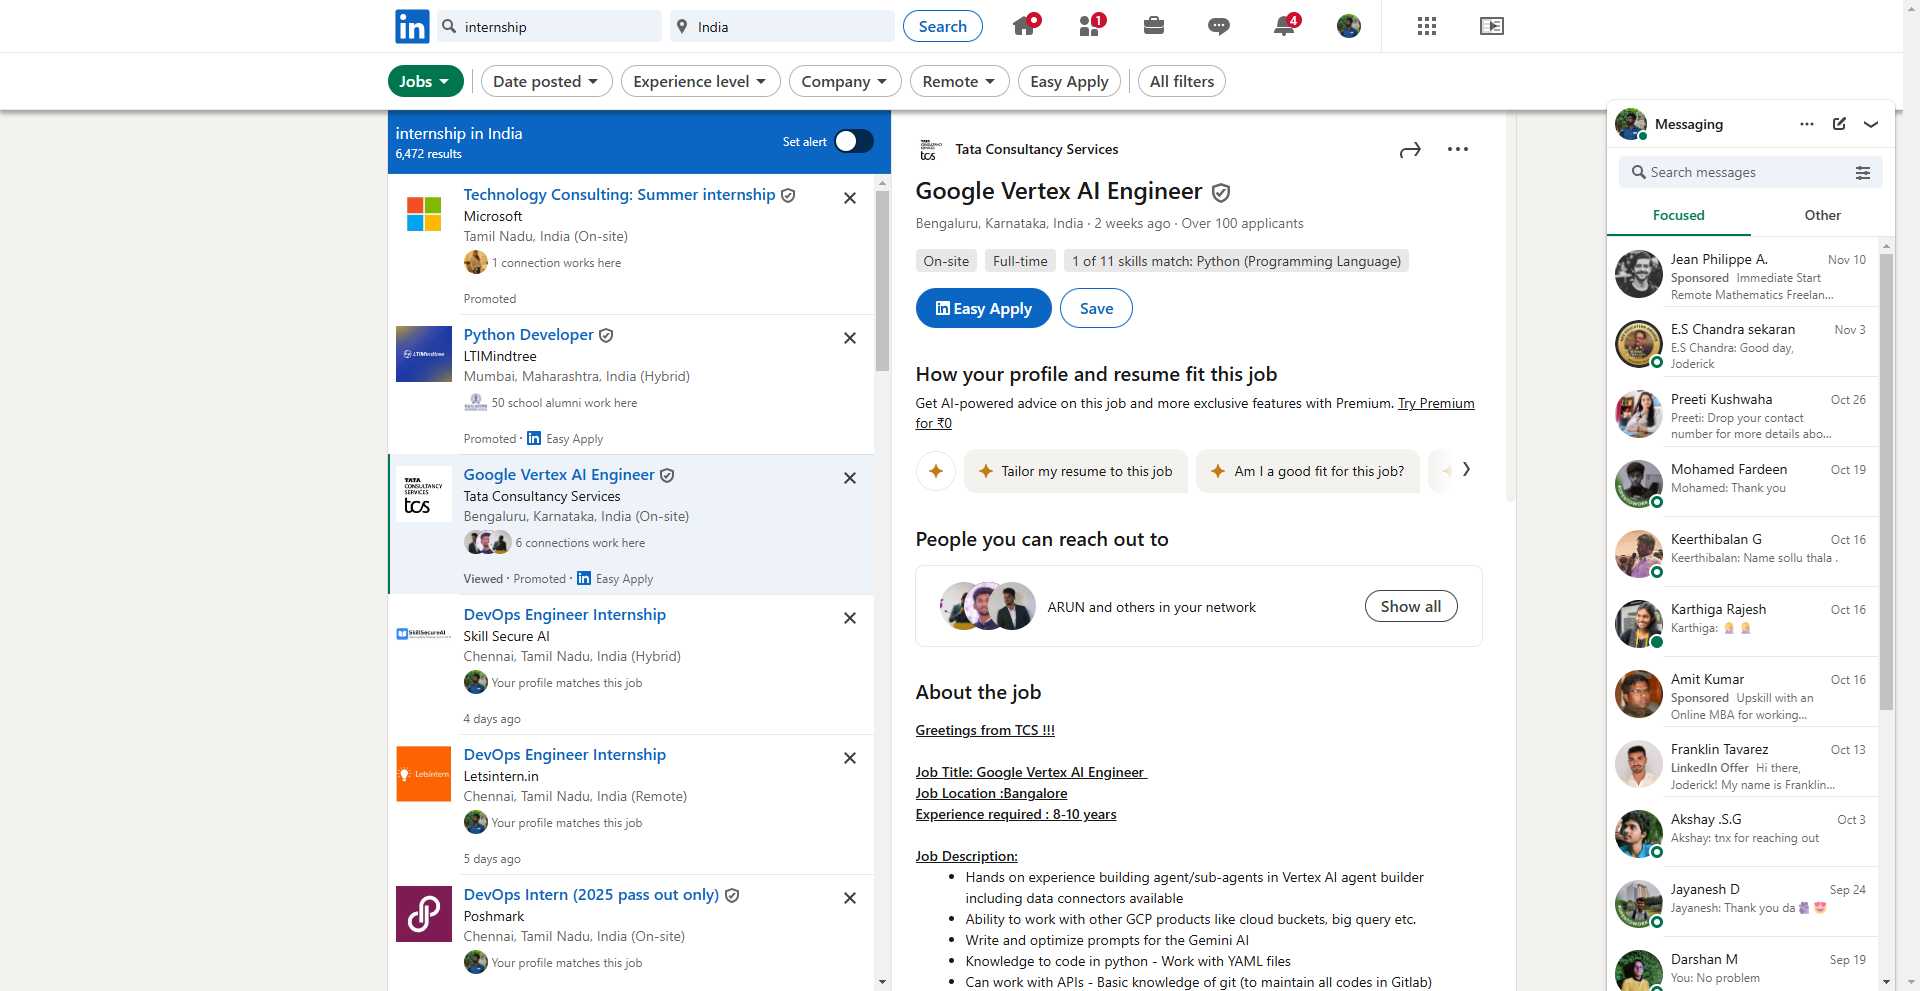 internship
India
Search
1
4
Jobs
Date posted
Experience level
Company
Remote
Easy Apply
All filters
internship in India
6,472 results
Set alert
Technology Consulting: Summer internship
Microsoft
Tamil Nadu, India (On-site)
1 connection works here
Promoted
LTIMindtree
Python Developer
LTIMindtree
Mumbai, Maharashtra, India (Hybrid)
50 school alumni work here
Promoted · in Easy Apply
TATA
CONSULTANCY
SERVICES
tcs
Google Vertex AI Engineer
Tata Consultancy Services
Bengaluru, Karnataka, India (On-site)
6 connections work here
Viewed · Promoted · in Easy Apply
SkillSecureAI
DevOps Engineer Internship
Skill Secure AI
Chennai, Tamil Nadu, India (Hybrid)
Your profile matches this job
4 days ago
Letsintern
DevOps Engineer Internship
Letsintern.in
Chennai, Tamil Nadu, India (Remote)
Your profile matches this job
5 days ago
DevOps Intern (2025 pass out only)
Poshmark
Chennai, Tamil Nadu, India (On-site)
Your profile matches this job
TATA
CONSULTANCY
SERVICES
tcs
Tata Consultancy Services
Google Vertex AI Engineer
Bengaluru, Karnataka, India · 2 weeks ago · Over 100 applicants
On-site
Full-time
1 of 11 skills match: Python (Programming Language)
in Easy Apply
Save
How your profile and resume fit this job
Get AI-powered advice on this job and more exclusive features with Premium. Try Premium
for ₹0
Tailor my resume to this job
Am I a good fit for this job?
People you can reach out to
ARUN and others in your network
Show all
About the job
Greetings from TCS !!!
Job Title: Google Vertex AI Engineer
Job Location :Bangalore
Experience required : 8-10 years
Job Description:
• Hands on experience building agent/sub-agents in Vertex AI agent builder
including data connectors available
• Ability to work with other GCP products like cloud buckets, big query etc.
• Write and optimize prompts for the Gemini AI
• Knowledge to code in python - Work with YAML files
• Can work with APIs - Basic knowledge of git (to maintain all codes in Gitlab)
Messaging
Search messages
Focused
Other
Jean Philippe A.
Nov 10
Sponsored Immediate Start
Remote Mathematics Freelan...
E.S Chandra sekaran
Nov 3
E.S Chandra: Good day,
Joderick
Preeti Kushwaha
Oct 26
Preeti: Drop your contact
number for more details abo...
Mohamed Fardeen
Oct 19
Mohamed: Thank you
Keerthibalan G
Oct 16
Keerthibalan: Name sollu thala .
Karthiga Rajesh
Oct 16
Karthiga:
Amit Kumar
Oct 16
Sponsored Upskill with an
Online MBA for working...
Franklin Tavarez
Oct 13
LinkedIn Offer Hi there,
Joderick! My name is Franklin...
Akshay .S.G
Oct 3
Akshay: tnx for reaching out
Jayanesh D
Sep 24
Jayanesh: Thank you da
Darshan M
Sep 19
You: No problem